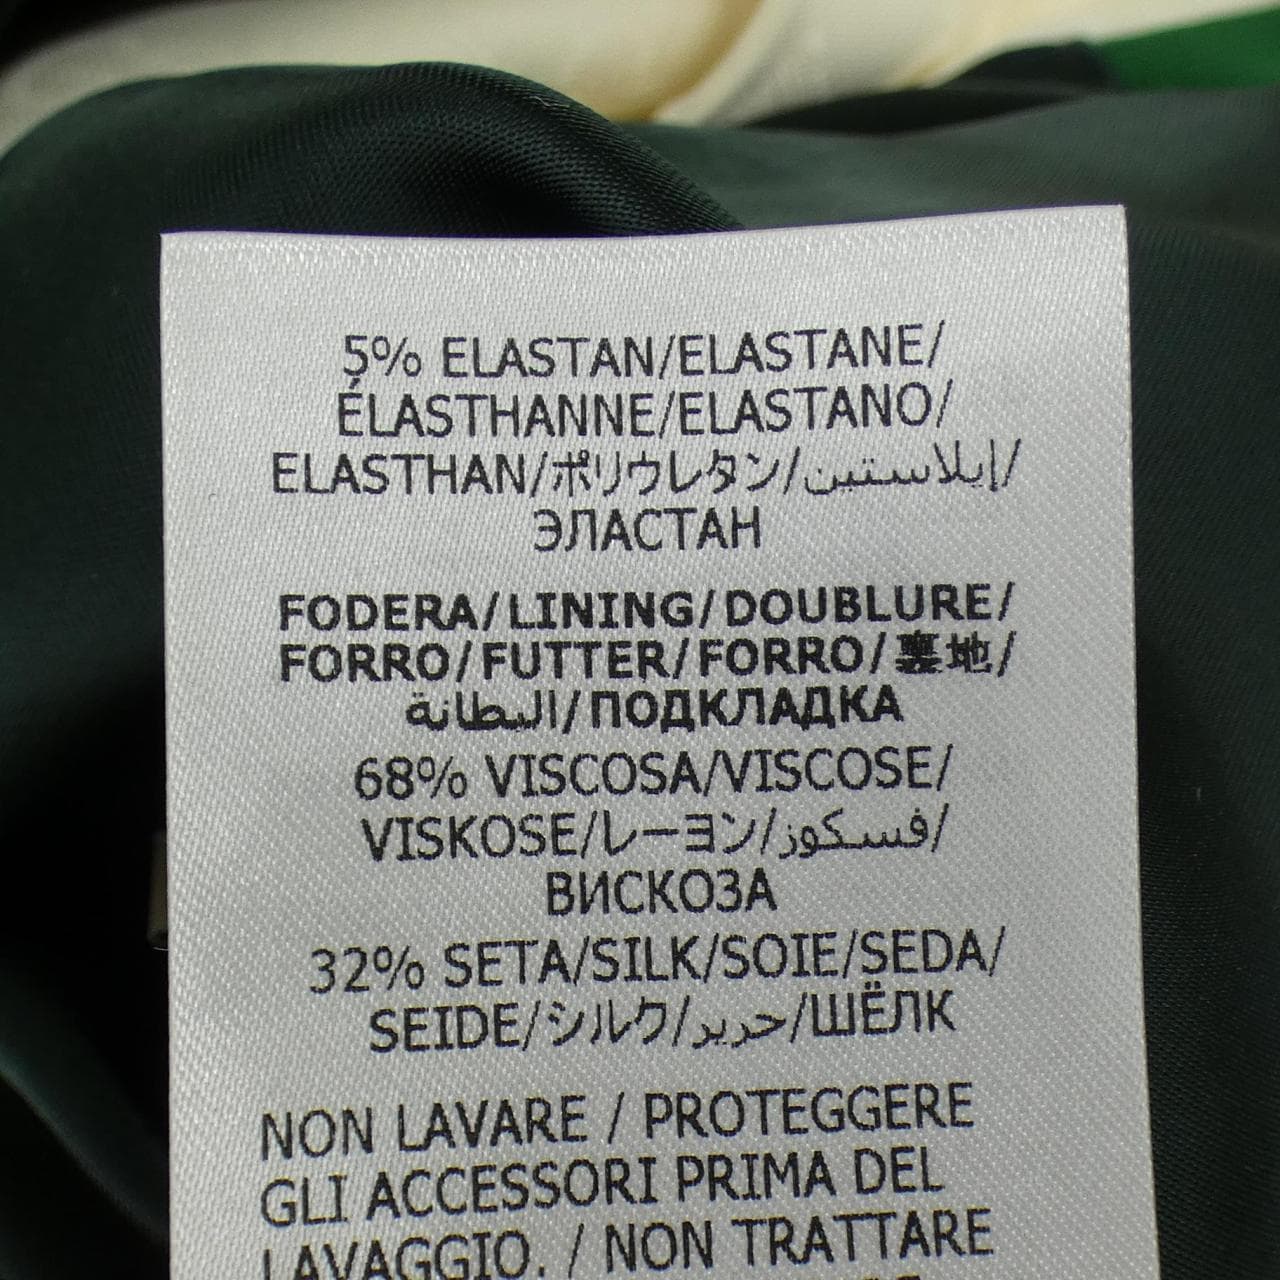 5% ELASTAN/ELASTANE/
ÉLASTHANNE/ELASTANO/
ELASTHAN/ポリウレタン/إيلاستين/
ЭЛАСТАН
FODERA/LINING/DOUBLURE/
FORRO/FUTTER/FORRO/裏地/
البطانة/ПОДКЛАДКА
68% VISCOSA/VISCOSE/
VISKOSE/レーヨン/فسكوز/
ВИСКОЗА
32% SETA/SILK/SOIE/SEDA/
SEIDE/シルク/حرير/ШЁЛК
NON LAVARE / PROTEGGERE
GLI ACCESSORI PRIMA DEL
LAVAGGIO. / NON TRATTARE